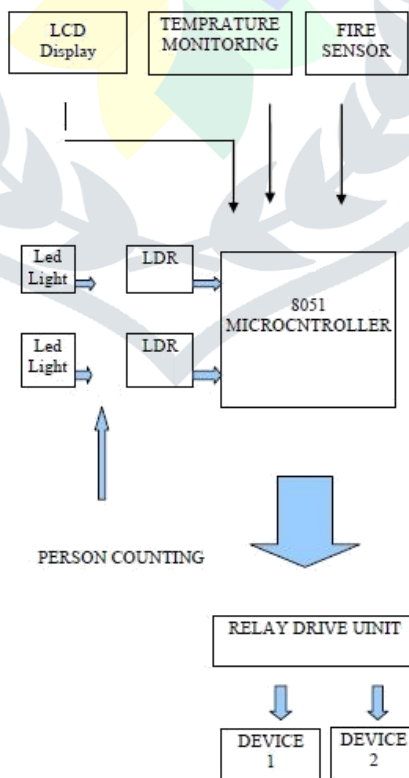 LCD
Display
TEMPRATURE
MONITORING
FIRE
SENSOR
Led
Light
LDR
8051
MICROCNTROLLER
Led
Light
LDR
PERSON COUNTING
RELAY DRIVE UINIT
DEVICE
1
DEVICE
2